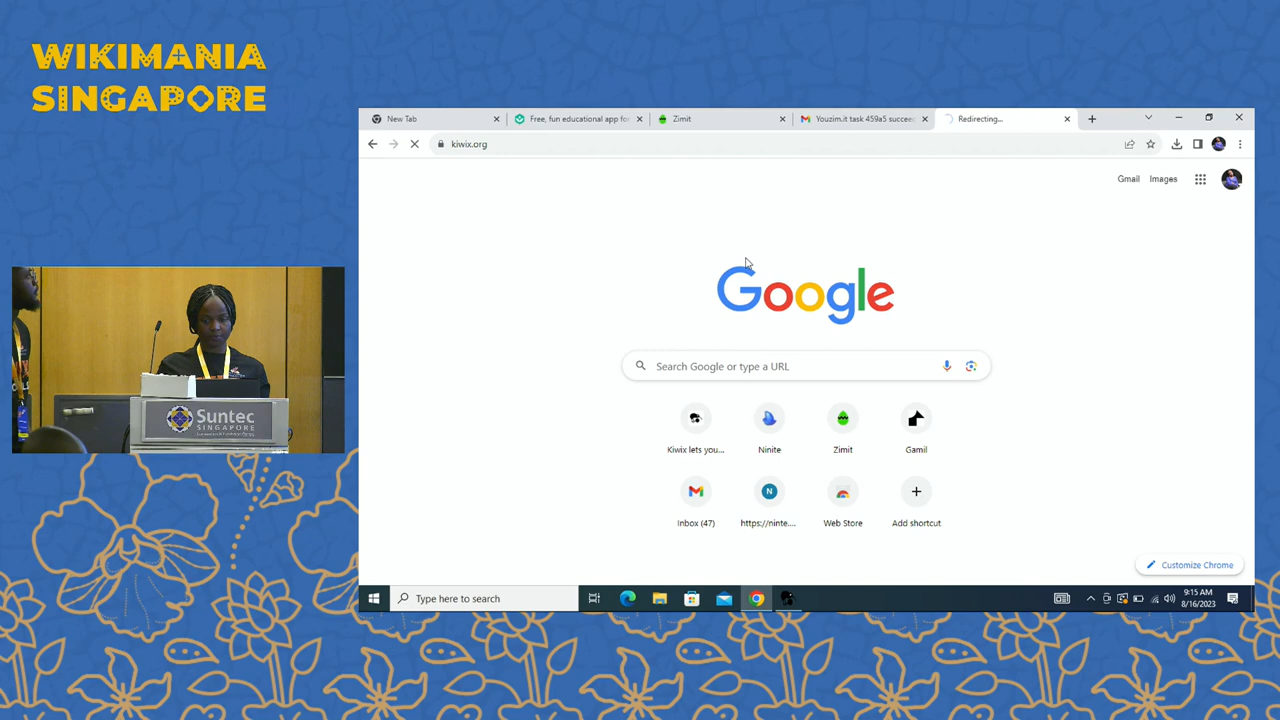 WIKIMANIA
SINGAPORE
New Tab
Free, fun educational app for
Zimit
Youzim.it task 459a5 succee
Redirecting...
kiwix.org
Gmail
Images
Google
Search Google or type a URL
Kiwix lets you...
Ninite
Zimit
Gamil
N
Inbox (47)
https://ninte....
Web Store
Add shortcut
Customize Chrome
Type here to search
9:15 AM
8/16/2023
Suntec
SINGAPORE